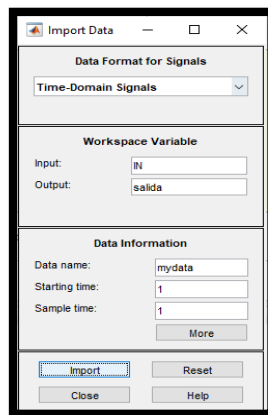 Import Data
Data Format for Signals
Time-Domain Signals
Workspace Variable
Input: IN
Output: salida
Data Information
Data name: mydata
Starting time: 1
Sample time: 1
More
Import Reset
Close Help